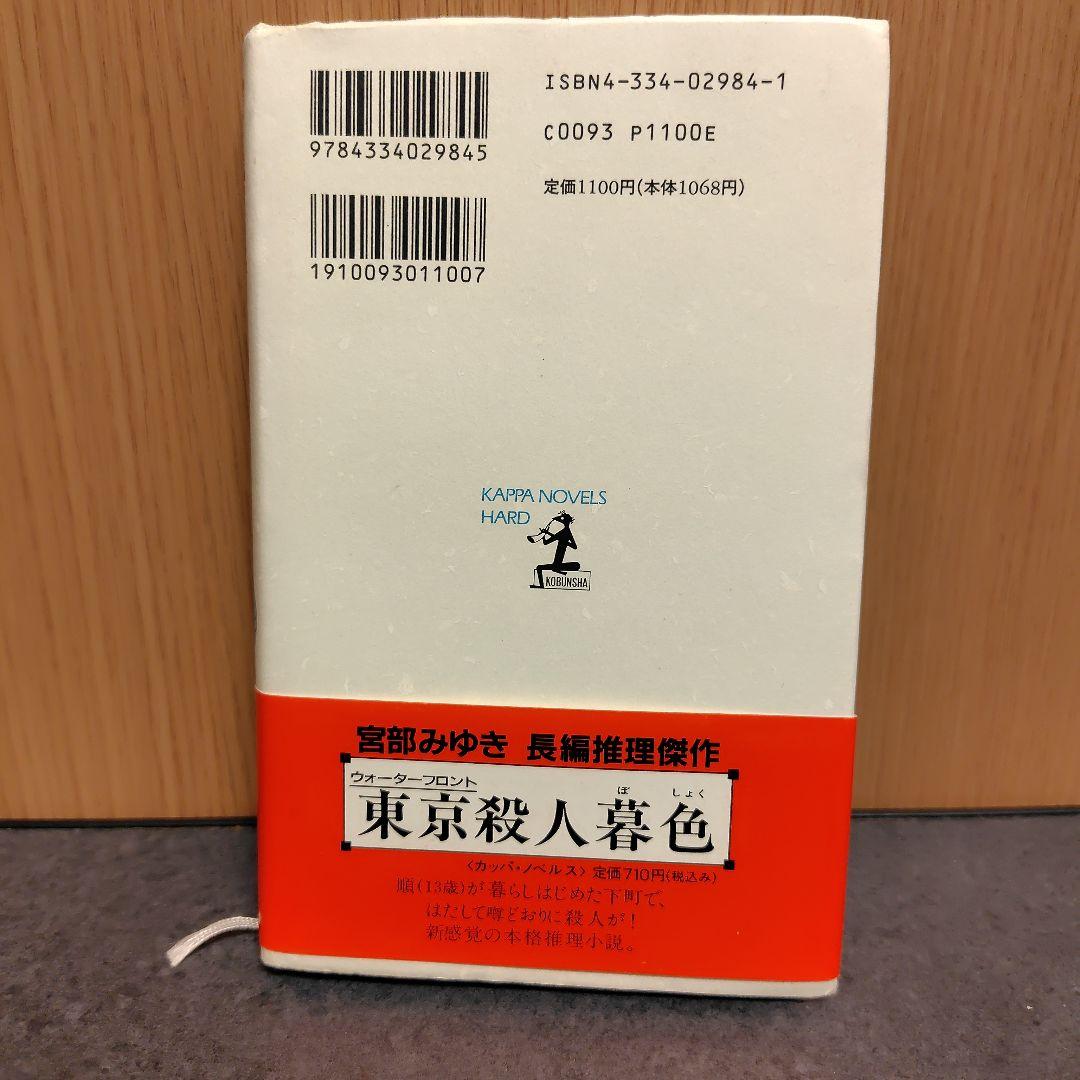 ISBN4-334-02984-1
9784334029845
C0093 P1100E
定価1100円(本体1068円)
1910093011007
KAPPA NOVELS
HARD
KOBUNSHA
宮部みゆき 長編推理傑作
ウォーターフロント
ぼ しょく
東京殺人暮色
〈カッパ・ノベルス〉 定価710円(税込み)
順(13歳)が暮らしはじめた下町で、
はたして噂どおりに殺人が!
新感覚の本格推理小説。